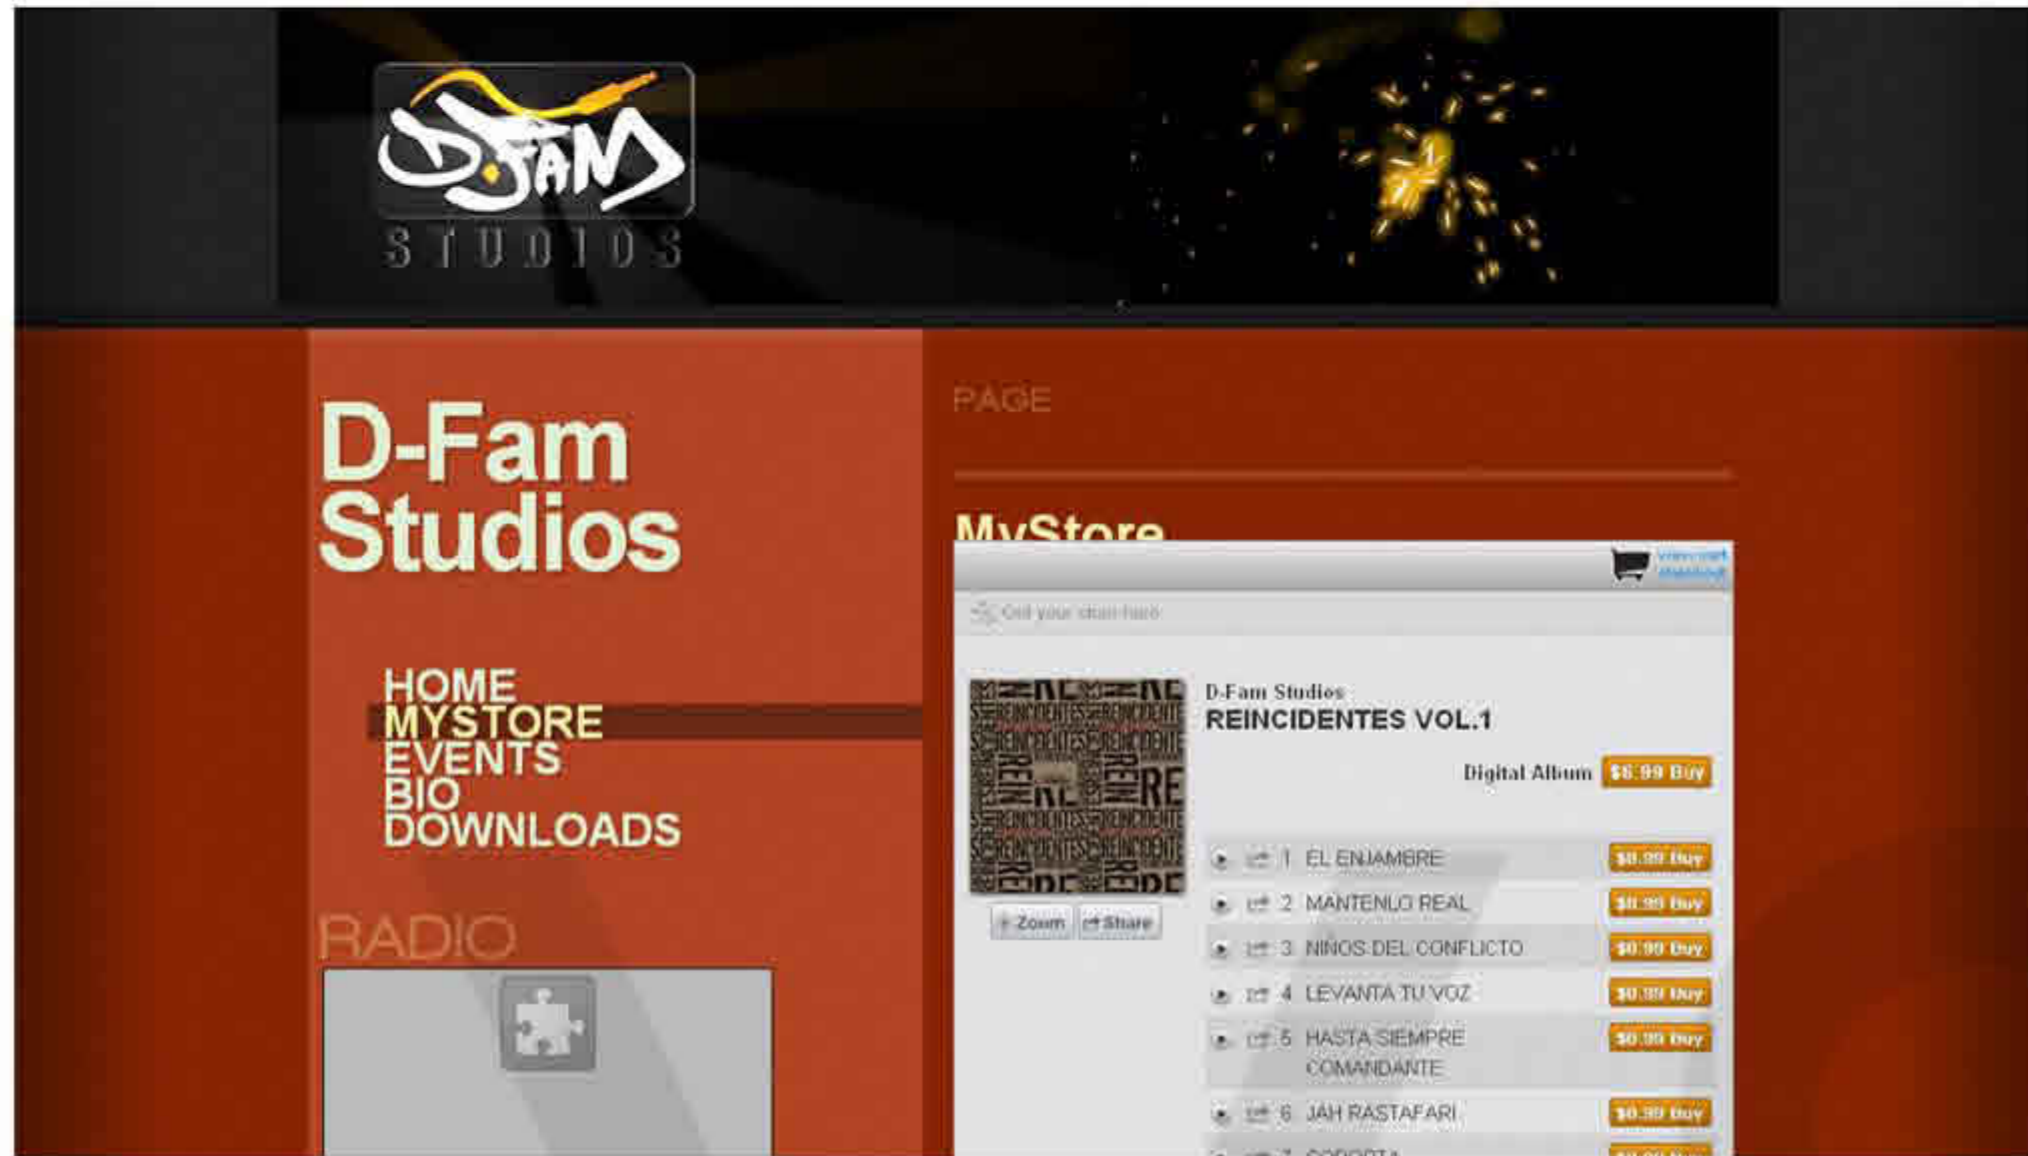 D.FAM
STUDIOS
D-Fam
Studios
HOME
MYSTORE
EVENTS
BIO
DOWNLOADS
RADIO
PAGE
MyStore
D-Fam Studios
REINCIDENTES VOL.1
Digital Album $8.99 Buy
1 EL ENJAMBRE $0.99 Buy
2 MANTENLO REAL $0.99 Buy
3 NIÑOS DEL CONFLICTO $0.99 Buy
4 LEVANTA TU VOZ $0.99 Buy
5 HASTA SIEMPRE $0.99 Buy
COMANDANTE
6 JAH RASTAFARI $0.99 Buy
+ Zoom Share